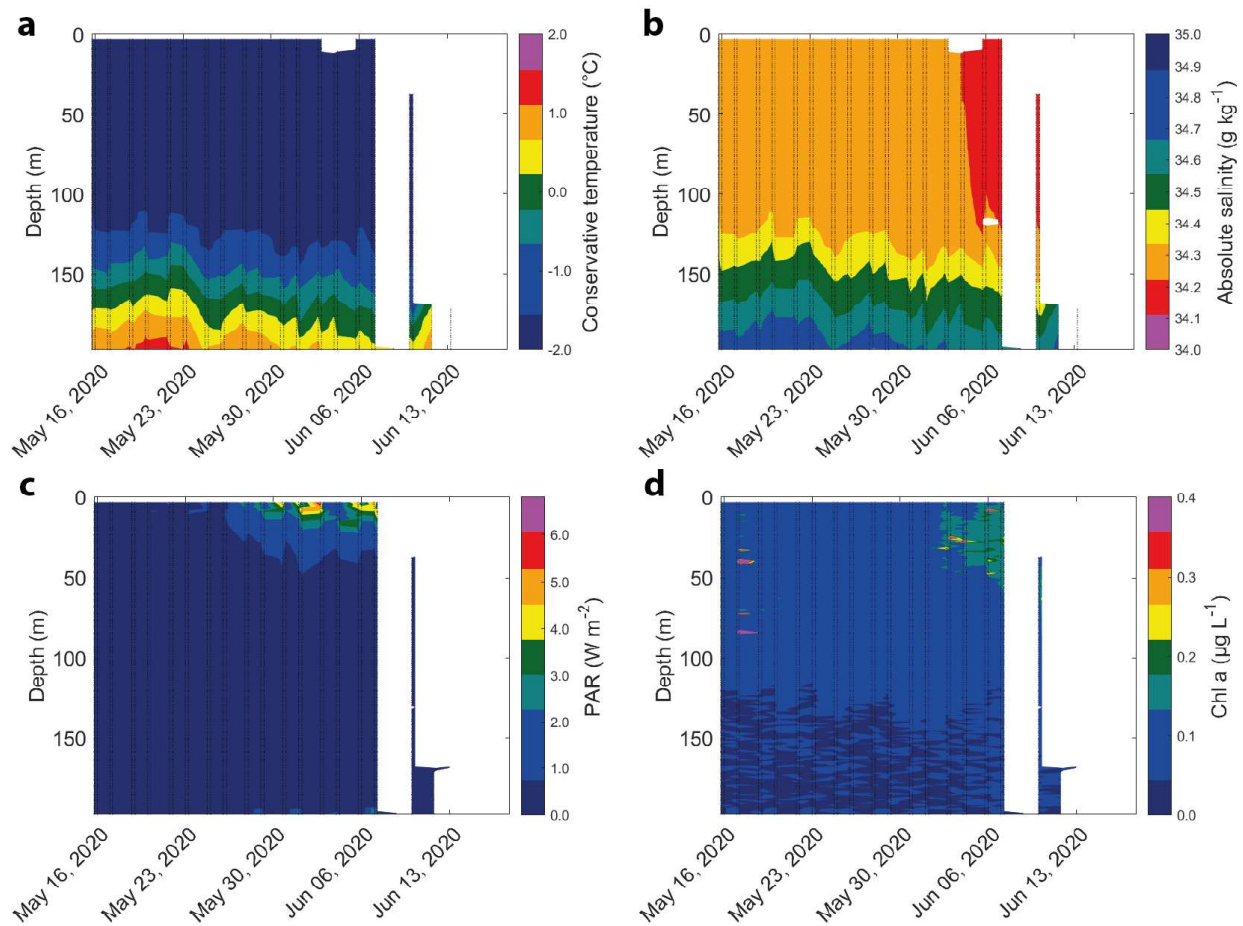 a
0
50
100
150
Depth (m)
May 16, 2020
May 23, 2020
May 30, 2020
Jun 06, 2020
Jun 13, 2020
2.0
1.0
0.0
-1.0
-2.0
Conservative temperature (°C)
b
0
50
100
150
Depth (m)
May 16, 2020
May 23, 2020
May 30, 2020
Jun 06, 2020
Jun 13, 2020
35.0
34.9
34.8
34.7
34.6
34.5
34.4
34.3
34.2
34.1
34.0
Absolute salinity (g kg⁻¹)
c
0
50
100
150
Depth (m)
May 16, 2020
May 23, 2020
May 30, 2020
Jun 06, 2020
Jun 13, 2020
6.0
5.0
4.0
3.0
2.0
1.0
0.0
PAR (W m⁻²)
d
0
50
100
150
Depth (m)
May 16, 2020
May 23, 2020
May 30, 2020
Jun 06, 2020
Jun 13, 2020
0.4
0.3
0.2
0.1
0.0
Chl a (µg L⁻¹)